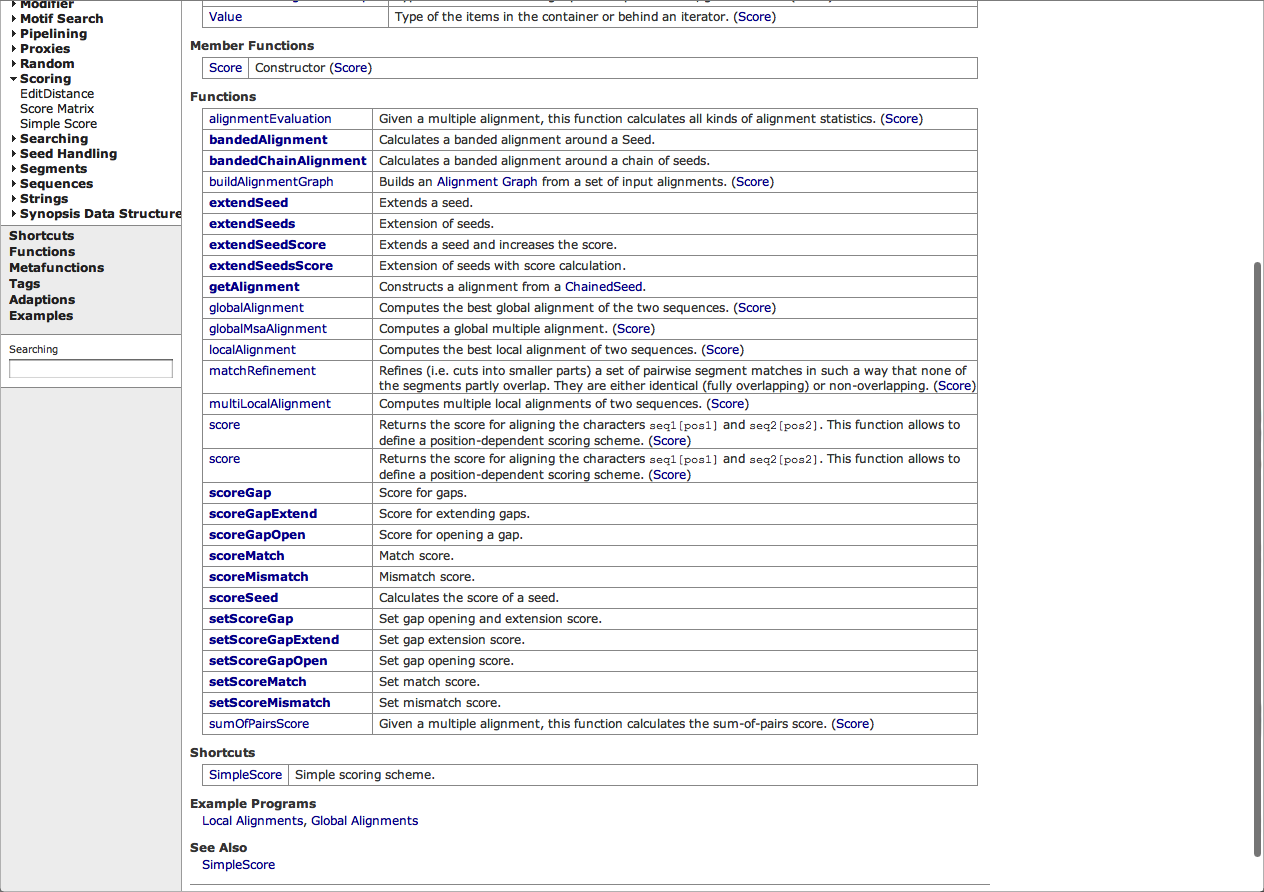 Modifier
Motif Search
Pipelining
Proxies
Random
Scoring
EditDistance
Score Matrix
Simple Score
Searching
Seed Handling
Segments
Sequences
Strings
Synopsis Data Structure
Shortcuts
Functions
Metafunctions
Tags
Adaptions
Examples
Searching
Value Type of the items in the container or behind an iterator. (Score)
Member Functions
Score Constructor (Score)
Functions
alignmentEvaluation Given a multiple alignment, this function calculates all kinds of alignment statistics. (Score)
bandedAlignment Calculates a banded alignment around a Seed.
bandedChainAlignment Calculates a banded alignment around a chain of seeds.
buildAlignmentGraph Builds an Alignment Graph from a set of input alignments. (Score)
extendSeed Extends a seed.
extendSeeds Extension of seeds.
extendSeedScore Extends a seed and increases the score.
extendSeedsScore Extension of seeds with score calculation.
getAlignment Constructs a alignment from a ChainedSeed.
globalAlignment Computes the best global alignment of the two sequences. (Score)
globalMsaAlignment Computes a global multiple alignment. (Score)
localAlignment Computes the best local alignment of two sequences. (Score)
matchRefinement Refines (i.e. cuts into smaller parts) a set of pairwise segment matches in such a way that none of
the segments partly overlap. They are either identical (fully overlapping) or non-overlapping. (Score)
multiLocalAlignment Computes multiple local alignments of two sequences. (Score)
score Returns the score for aligning the characters seq1[pos1] and seq2[pos2]. This function allows to
define a position-dependent scoring scheme. (Score)
score Returns the score for aligning the characters seq1[pos1] and seq2[pos2]. This function allows to
define a position-dependent scoring scheme. (Score)
scoreGap Score for gaps.
scoreGapExtend Score for extending gaps.
scoreGapOpen Score for opening a gap.
scoreMatch Match score.
scoreMismatch Mismatch score.
scoreSeed Calculates the score of a seed.
setScoreGap Set gap opening and extension score.
setScoreGapExtend Set gap extension score.
setScoreGapOpen Set gap opening score.
setScoreMatch Set match score.
setScoreMismatch Set mismatch score.
sumOfPairsScore Given a multiple alignment, this function calculates the sum-of-pairs score. (Score)
Shortcuts
SimpleScore Simple scoring scheme.
Example Programs
Local Alignments, Global Alignments
See Also
SimpleScore